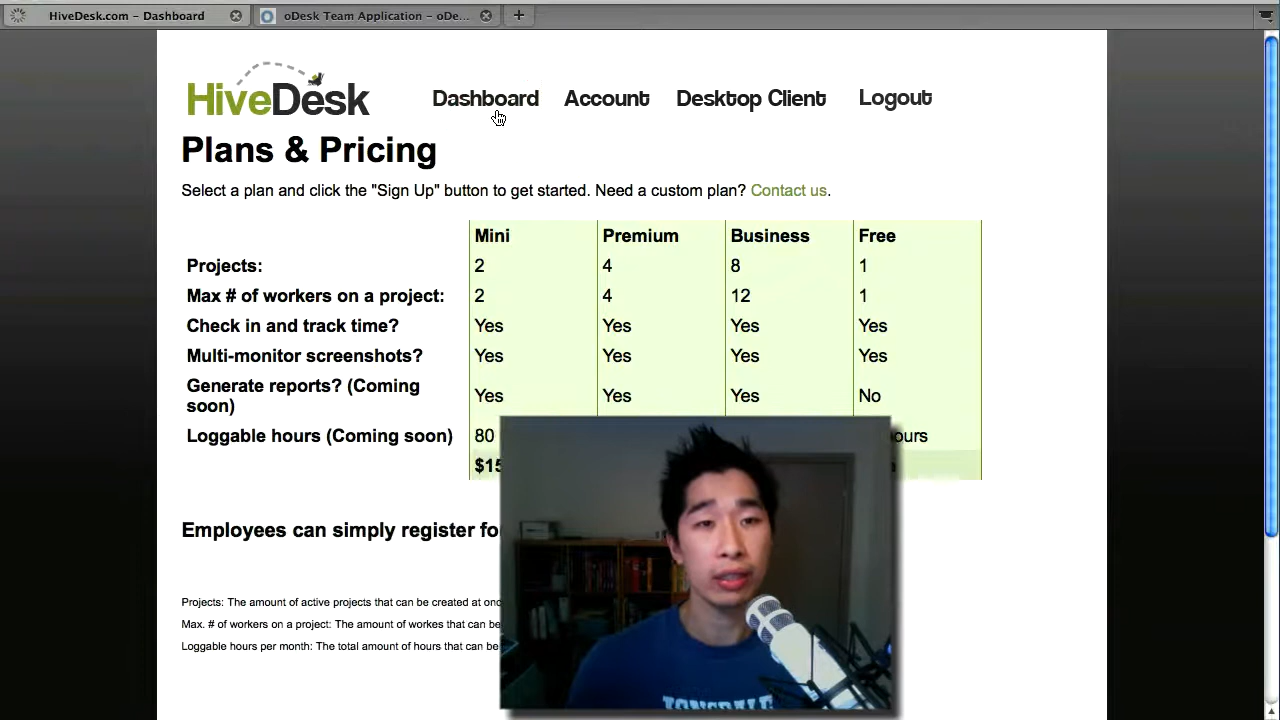 HiveDesk.com – Dashboard
oDesk Team Application – oDe...
HiveDesk
Dashboard Account Desktop Client Logout
Plans & Pricing
Select a plan and click the "Sign Up" button to get started. Need a custom plan? Contact us.
Mini Premium Business Free
Projects: 2 4 8 1
Max # of workers on a project: 2 4 12 1
Check in and track time? Yes Yes Yes Yes
Multi-monitor screenshots? Yes Yes Yes Yes
Generate reports? (Coming
soon) Yes Yes Yes No
Loggable hours (Coming soon) 80 ours
$15
Employees can simply register fo
Projects: The amount of active projects that can be created at onc
Max. # of workers on a project: The amount of workes that can be
Loggable hours per month: The total amount of hours that can be
LONSDALE